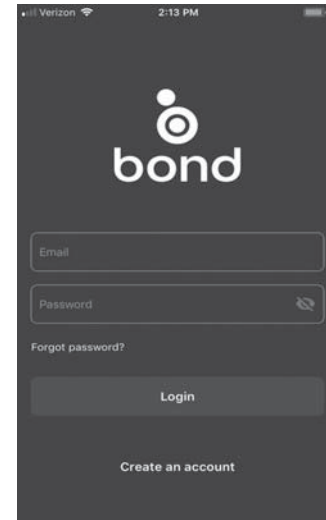 Verizon 2:13 PM
bond
Email
Password
Forgot password?
Login
Create an account